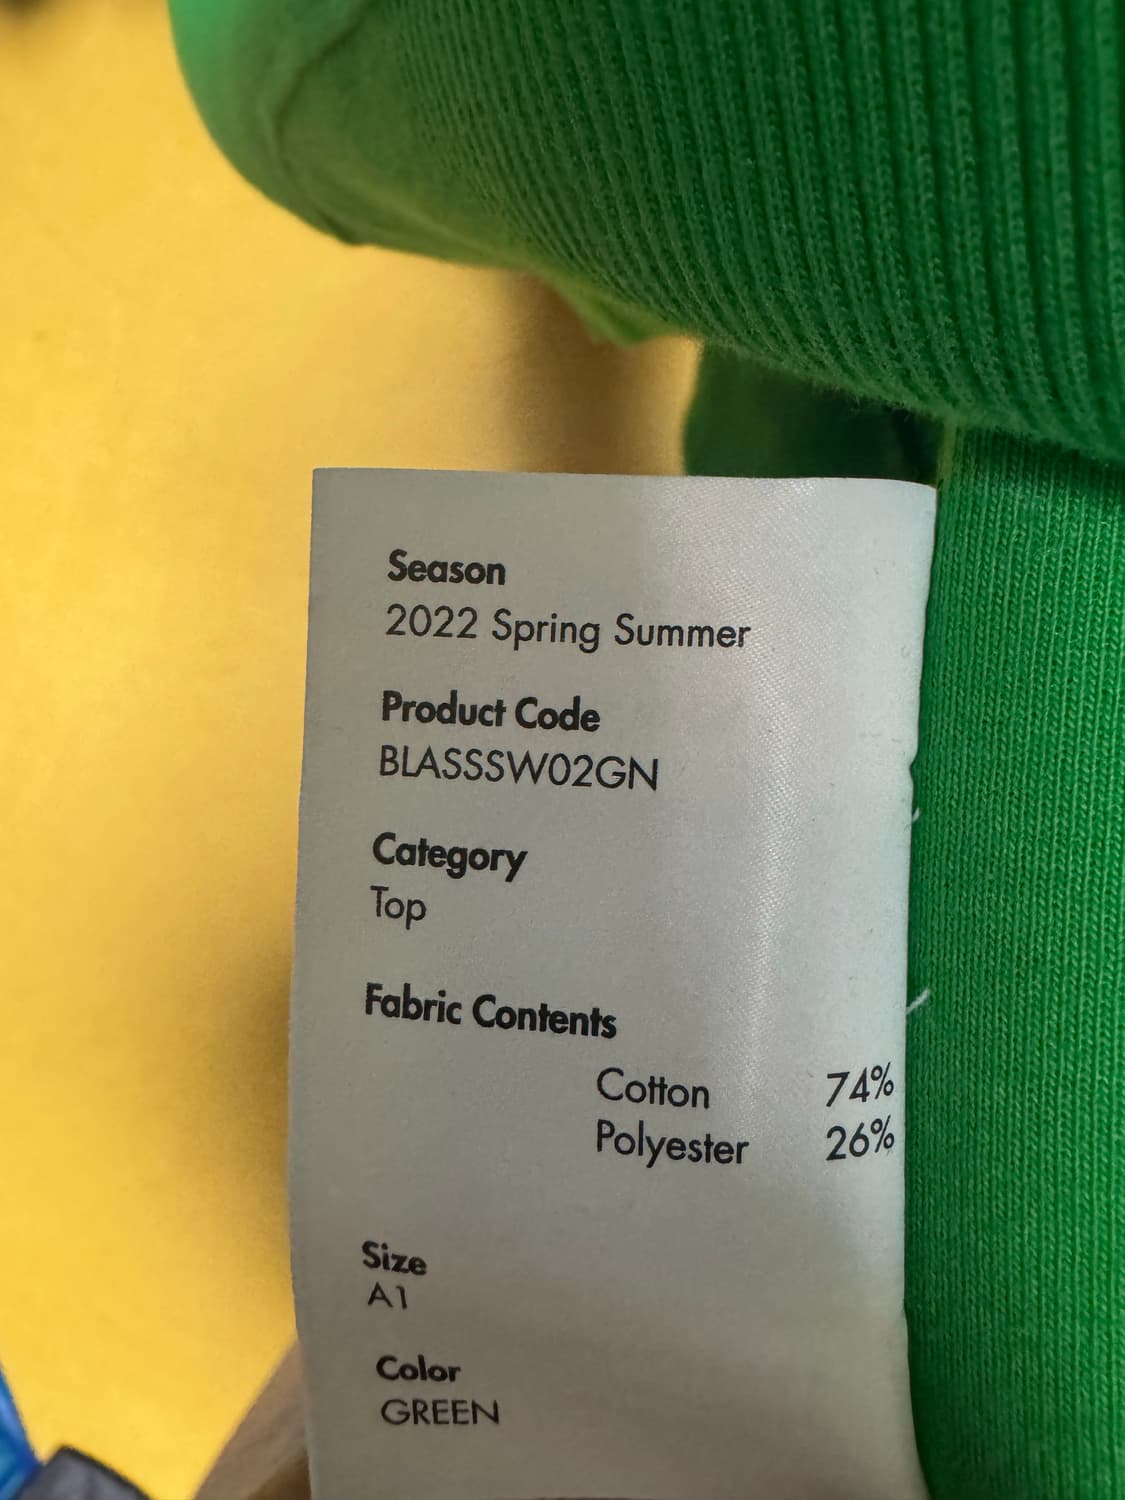 Season
2022 Spring Summer
Product Code
BLASSSW02GN
Category
Top
Fabric Contents
Cotton 74%
Polyester 26%
Size
A1
Color
GREEN